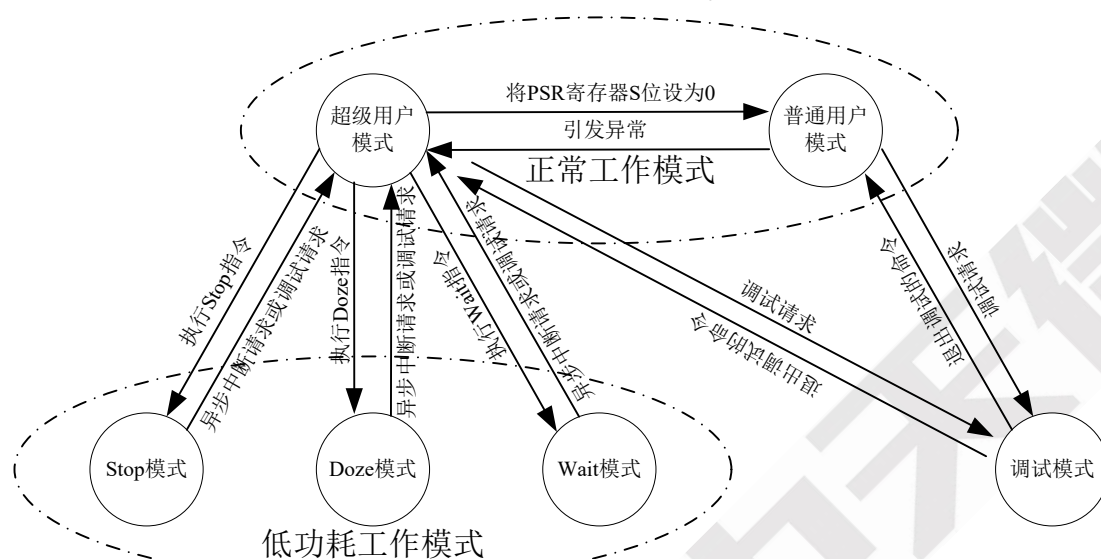 将PSR寄存器S位设为0
超级用户
模式
普通用户
模式
引发异常
正常工作模式
执行Stop指令
异步中断请求或调试请求
执行Doze指令
异步中断请求或调试请求
执行Wait指令
异步中断请求或调试请求
调试请求
退出调试的命令
退出调试的命令
调试请求
Stop模式
Doze模式
Wait模式
调试模式
低功耗工作模式